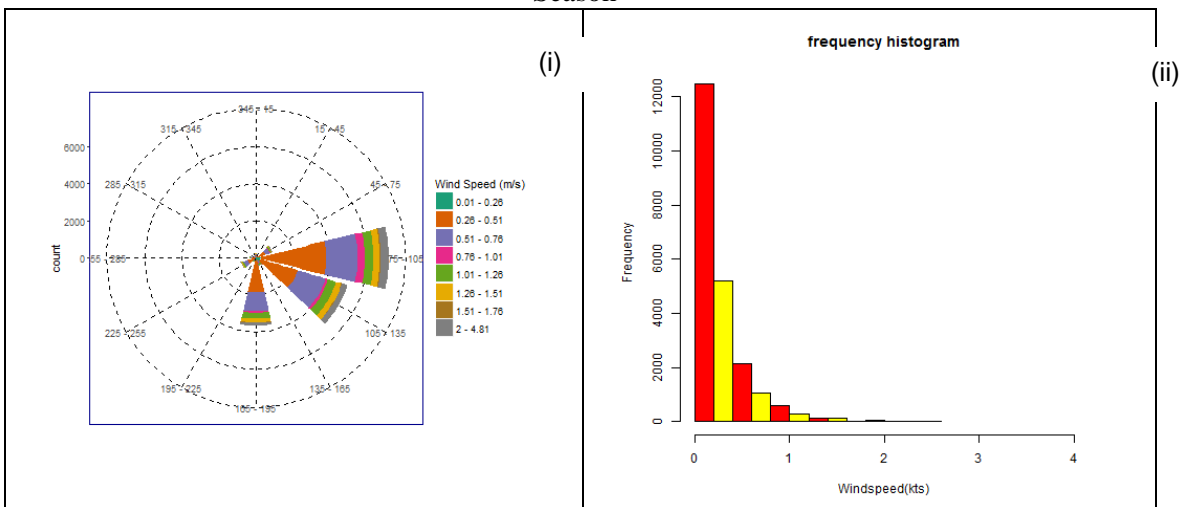 (i)
345 - 15
315 - 345
15 - 45
6000
285 - 315
45 - 75
4000
2000
0
55 - 285
75 - 105
225 - 255
105 - 135
195 - 225
135 - 165
165 - 195
count
Wind Speed (m/s)
0.01 - 0.26
0.26 - 0.51
0.51 - 0.76
0.76 - 1.01
1.01 - 1.26
1.26 - 1.51
1.51 - 1.76
2 - 4.81
frequency histogram
(ii)
Frequency
12000
10000
8000
6000
4000
2000
0
0 1 2 3 4
Windspeed(kts)